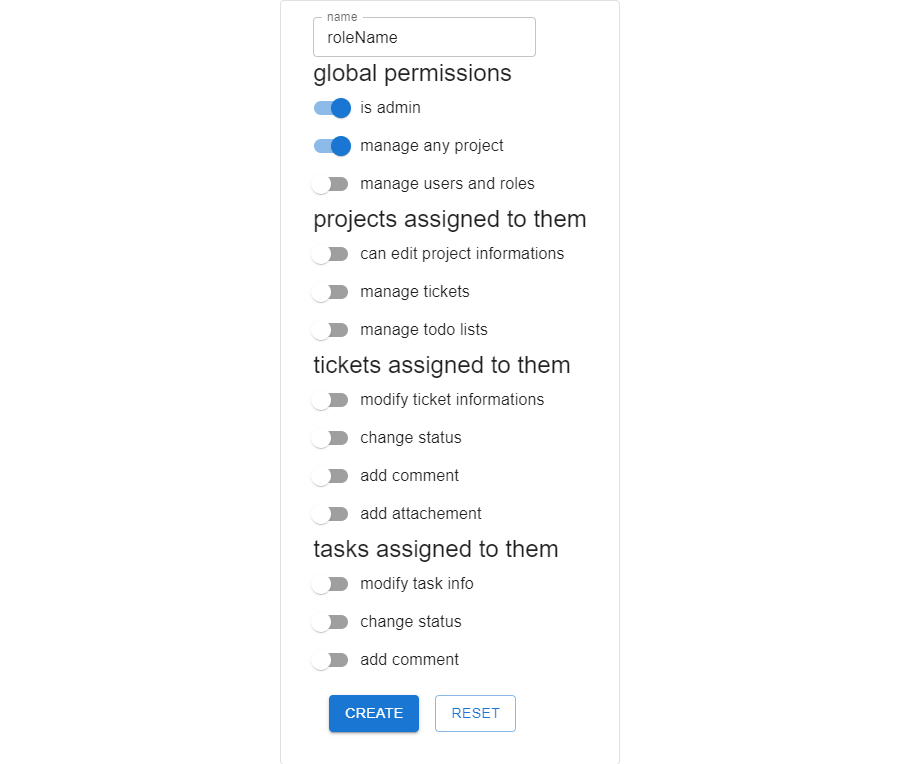 name
roleName
global permissions
is admin
manage any project
manage users and roles
projects assigned to them
can edit project informations
manage tickets
manage todo lists
tickets assigned to them
modify ticket informations
change status
add comment
add attachement
tasks assigned to them
modify task info
change status
add comment
CREATE RESET